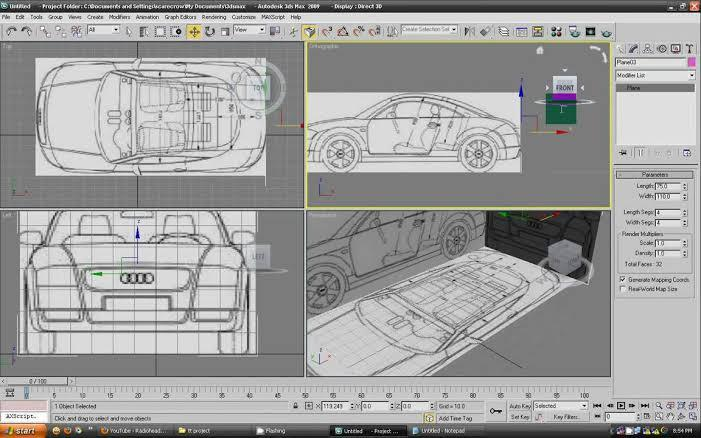 Untitled - Project Folder: C:\Documents and Settings\scarecrow\My Documents\3dsmax - Autodesk 3ds Max 2009 - Display : Direct 3D
File Edit Tools Group Views Create Modifiers Animation Graph Editors Rendering Customize MAXScript Help Tentacles
All View Create Selection Set
Top
TOP
S
Orthographic
FRONT
Left
LEFT
Perspective
Plane03
Modifier List
Plane
Parameters
Length: 75.0
Width: 110.0
Length Segs: 4
Width Segs: 4
Render Multipliers
Scale: 1.0
Density: 1.0
Total Faces : 32
Generate Mapping Coords.
Real-World Map Size
0 / 100
0 5 10 15 20 25 30 35 40 45 50 55 60 65 70 75 80 85 90 95 100
1 Object Selected X: 119.249 Y: 0.0 Z: 0.0 Grid = 10.0 Auto Key Selected
AXScript. Click and drag to select and move objects Add Time Tag Set Key Key Filters... 0
start YouTube - Radiohead... tt project Flashing Untitled - Project ... Untitled - Notepad 8:54 PM